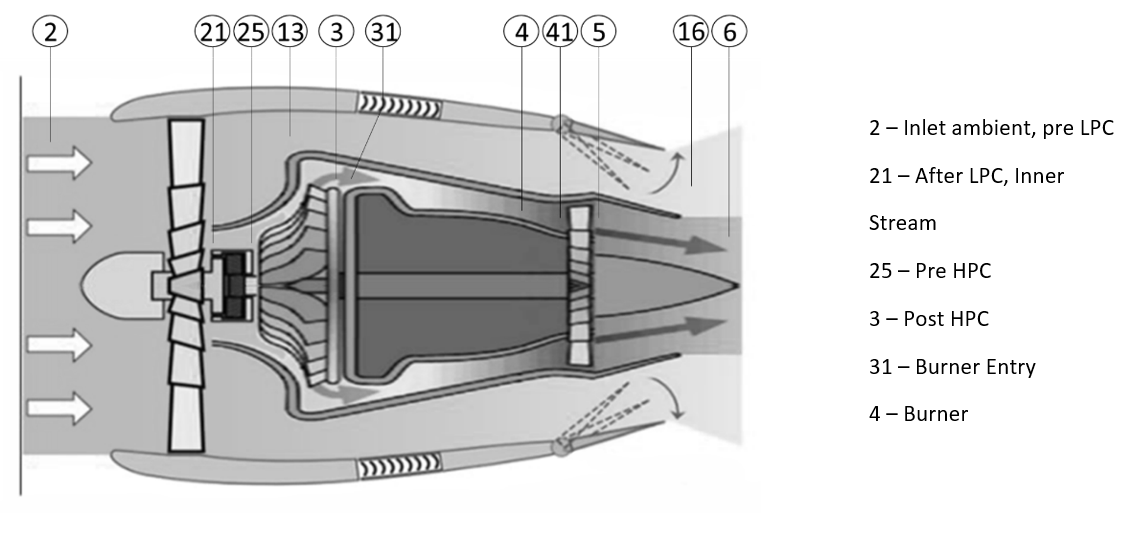 2 21 25 13 3 31 4 41 5 16 6
2 – Inlet ambient, pre LPC
21 – After LPC, Inner
Stream
25 – Pre HPC
3 – Post HPC
31 – Burner Entry
4 – Burner